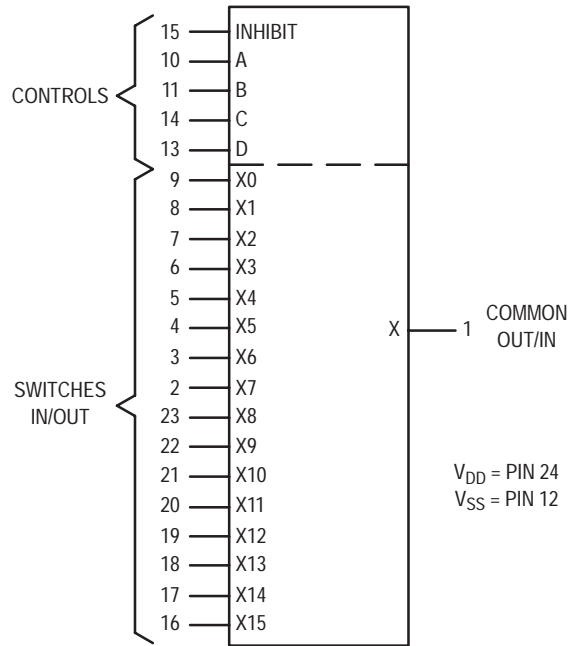 CONTROLS
15 INHIBIT
10 A
11 B
14 C
13 D
SWITCHES
IN/OUT
9 X0
8 X1
7 X2
6 X3
5 X4
4 X5
3 X6
2 X7
23 X8
22 X9
21 X10
20 X11
19 X12
18 X13
17 X14
16 X15
X 1 COMMON
OUT/IN
VDD = PIN 24
VSS = PIN 12